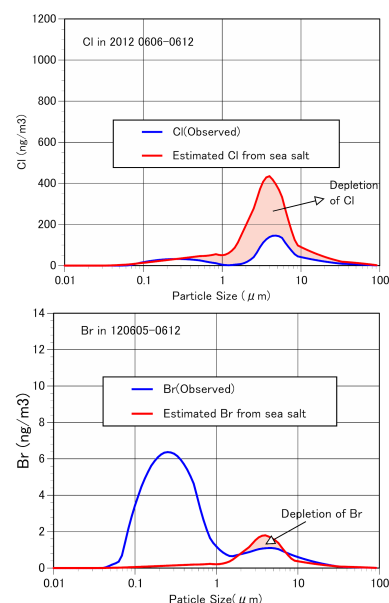 1200
Cl in 2012 0606-0612
1000
800
Cl (ng/m3)
600
Cl(Observed)
Estimated Cl from sea salt
400
Depletion
of Cl
200
0
0.01 0.1 1 10 100
Particle Size (μm)
14
Br in 120605-0612
12
10
Br(Observed)
Estimated Br from sea salt
8
Br (ng/m3)
6
4
Depletion of Br
2
0
0.01 0.1 1 10 100
Paticle Size(μm)